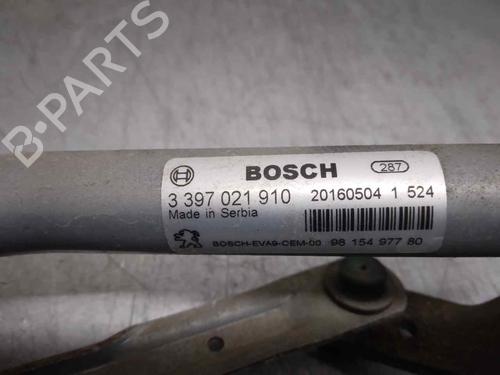 B-PARTS
BOSCH 287
3 397 021 910 20160504 1 524
Made in Serbia
BOSCH-EVA9-CEM-00 98 154 977 80